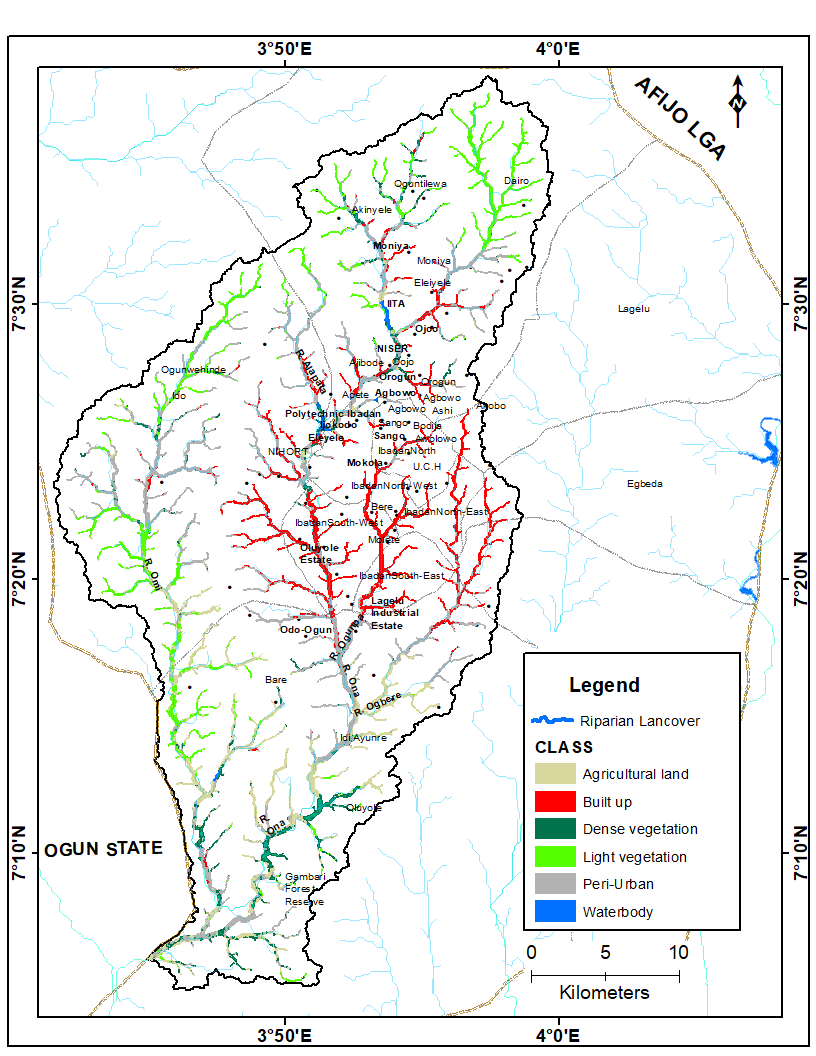 3°50'E
4°0'E
AFIJO LGA
N
Oguntilewa
Dairo
Akinyele
Moniya
Moniya
Eleiyele
7°30'N
7°30'N
IITA
Lagelu
Ojoo
NISER
Ajibode
Ojo
Ogunwehinde
R. Alapata
Orogun
Orogun
Ido
Apete
Agbowo
Agbowo
Agbowo
Ashi
Akobo
Polytechnic Ibadan
Ijokodo
Sango
Bodija
Eleyele
Sango
Awolowo
NIHORT
IbadanNorth
Mokola
U.C.H
IbadanNorth-West
Egbeda
Bere
IbadanNorth-East
IbadanSouth-West
Molete
Oluyole
Estate
R. Omi
7°20'N
7°20'N
IbadanSouth-East
Lagelu
Industrial
Estate
Odo-Ogun
R. Ogunpa
R. Ona
Bare
R. Ogbere
Idi Ayunre
Oluyole
R.
Ona
OGUN STATE
7°10'N
7°10'N
Gambari
Forest
Reserve
Legend
Riparian Lancover
CLASS
Agricultural land
Built up
Dense vegetation
Light vegetation
Peri-Urban
Waterbody
0 5 10
Kilometers
3°50'E
4°0'E